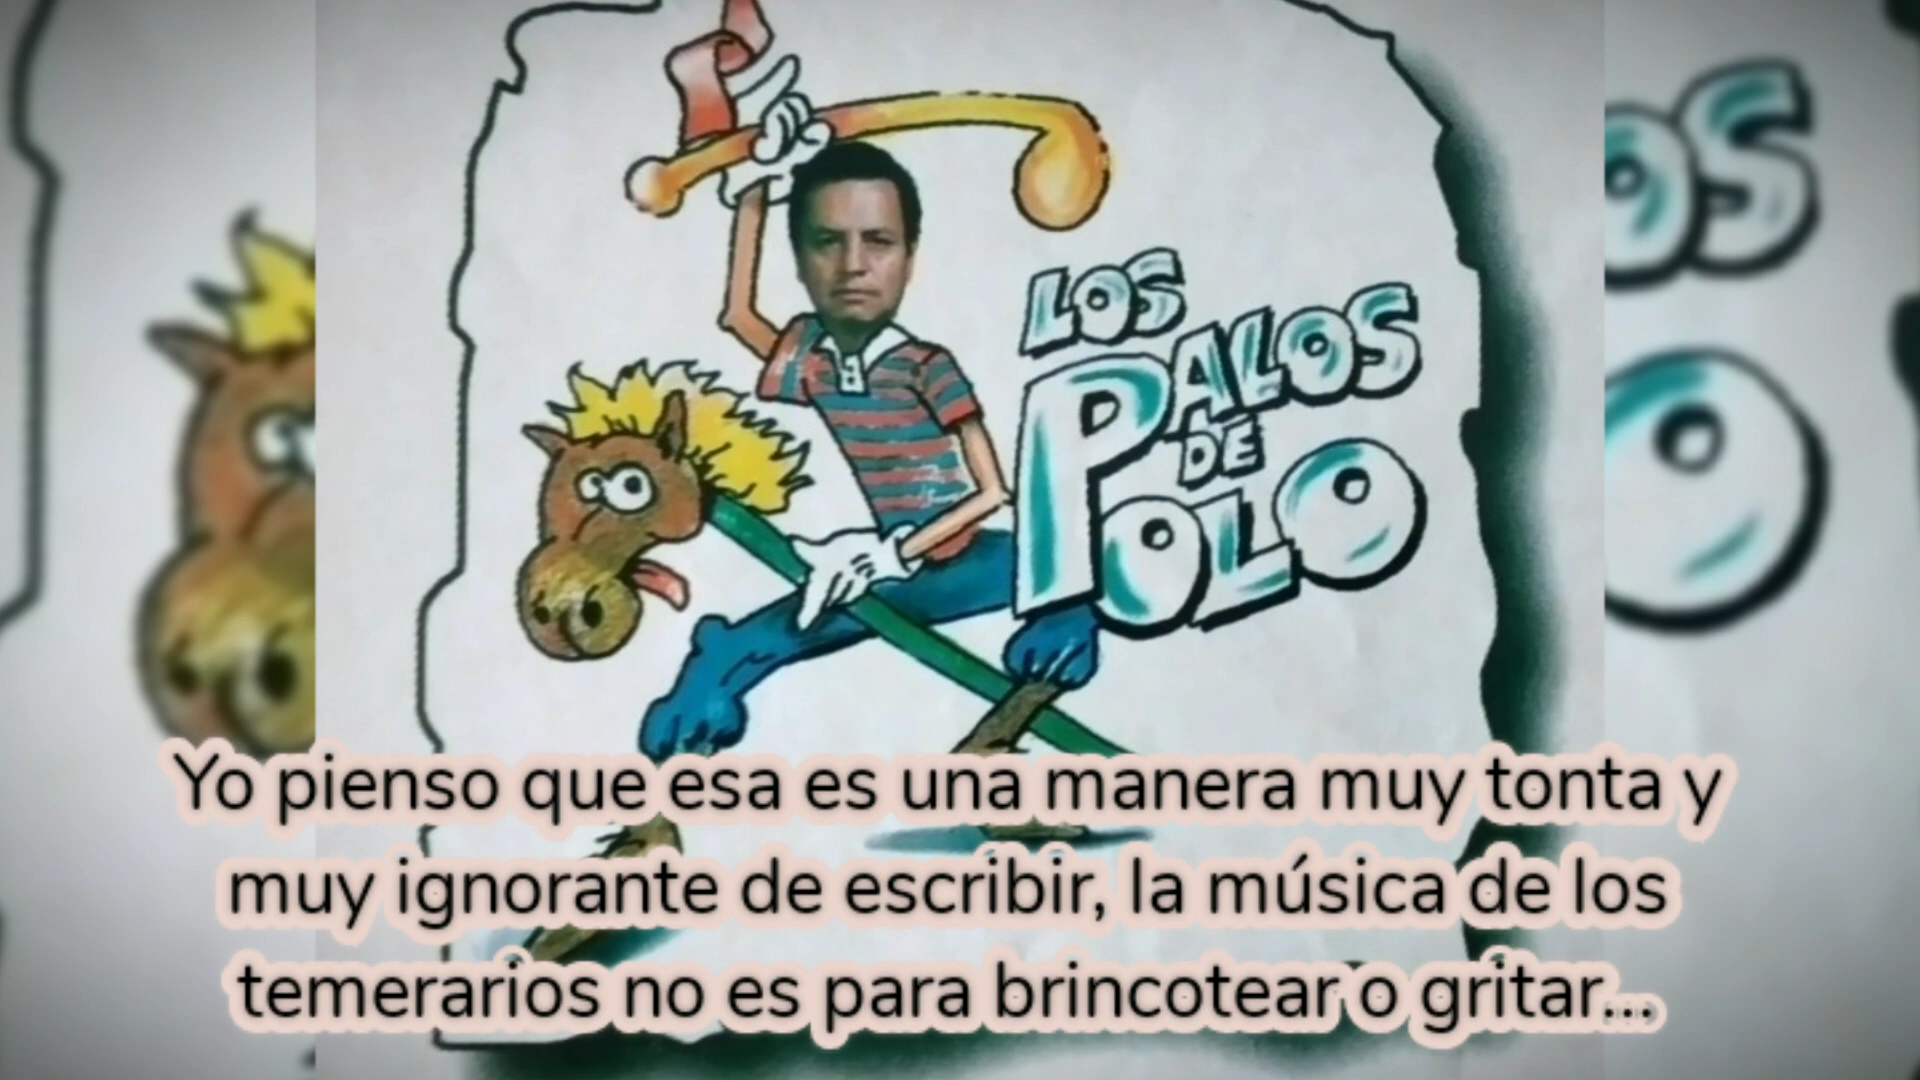 LOS
PALOS
DE
POLO
OS
O
Yo pienso que esa es una manera muy tonta y
muy ignorante de escribir, la música de los
temerarios no es para brincotear o gritar...